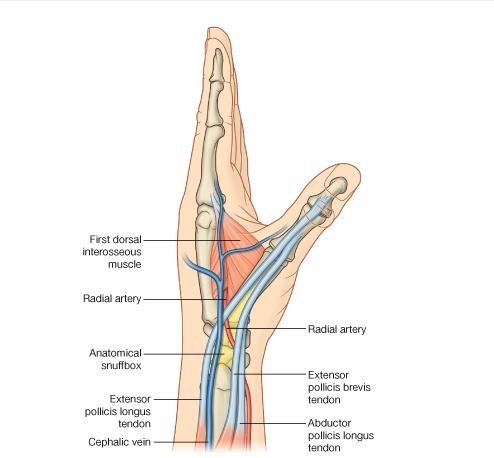 First dorsal
interosseous
muscle
Radial artery
Anatomical
snuffbox
Extensor
pollicis longus
tendon
Cephalic vein
Radial artery
Extensor
pollicis brevis
tendon
Abductor
pollicis longus
tendon